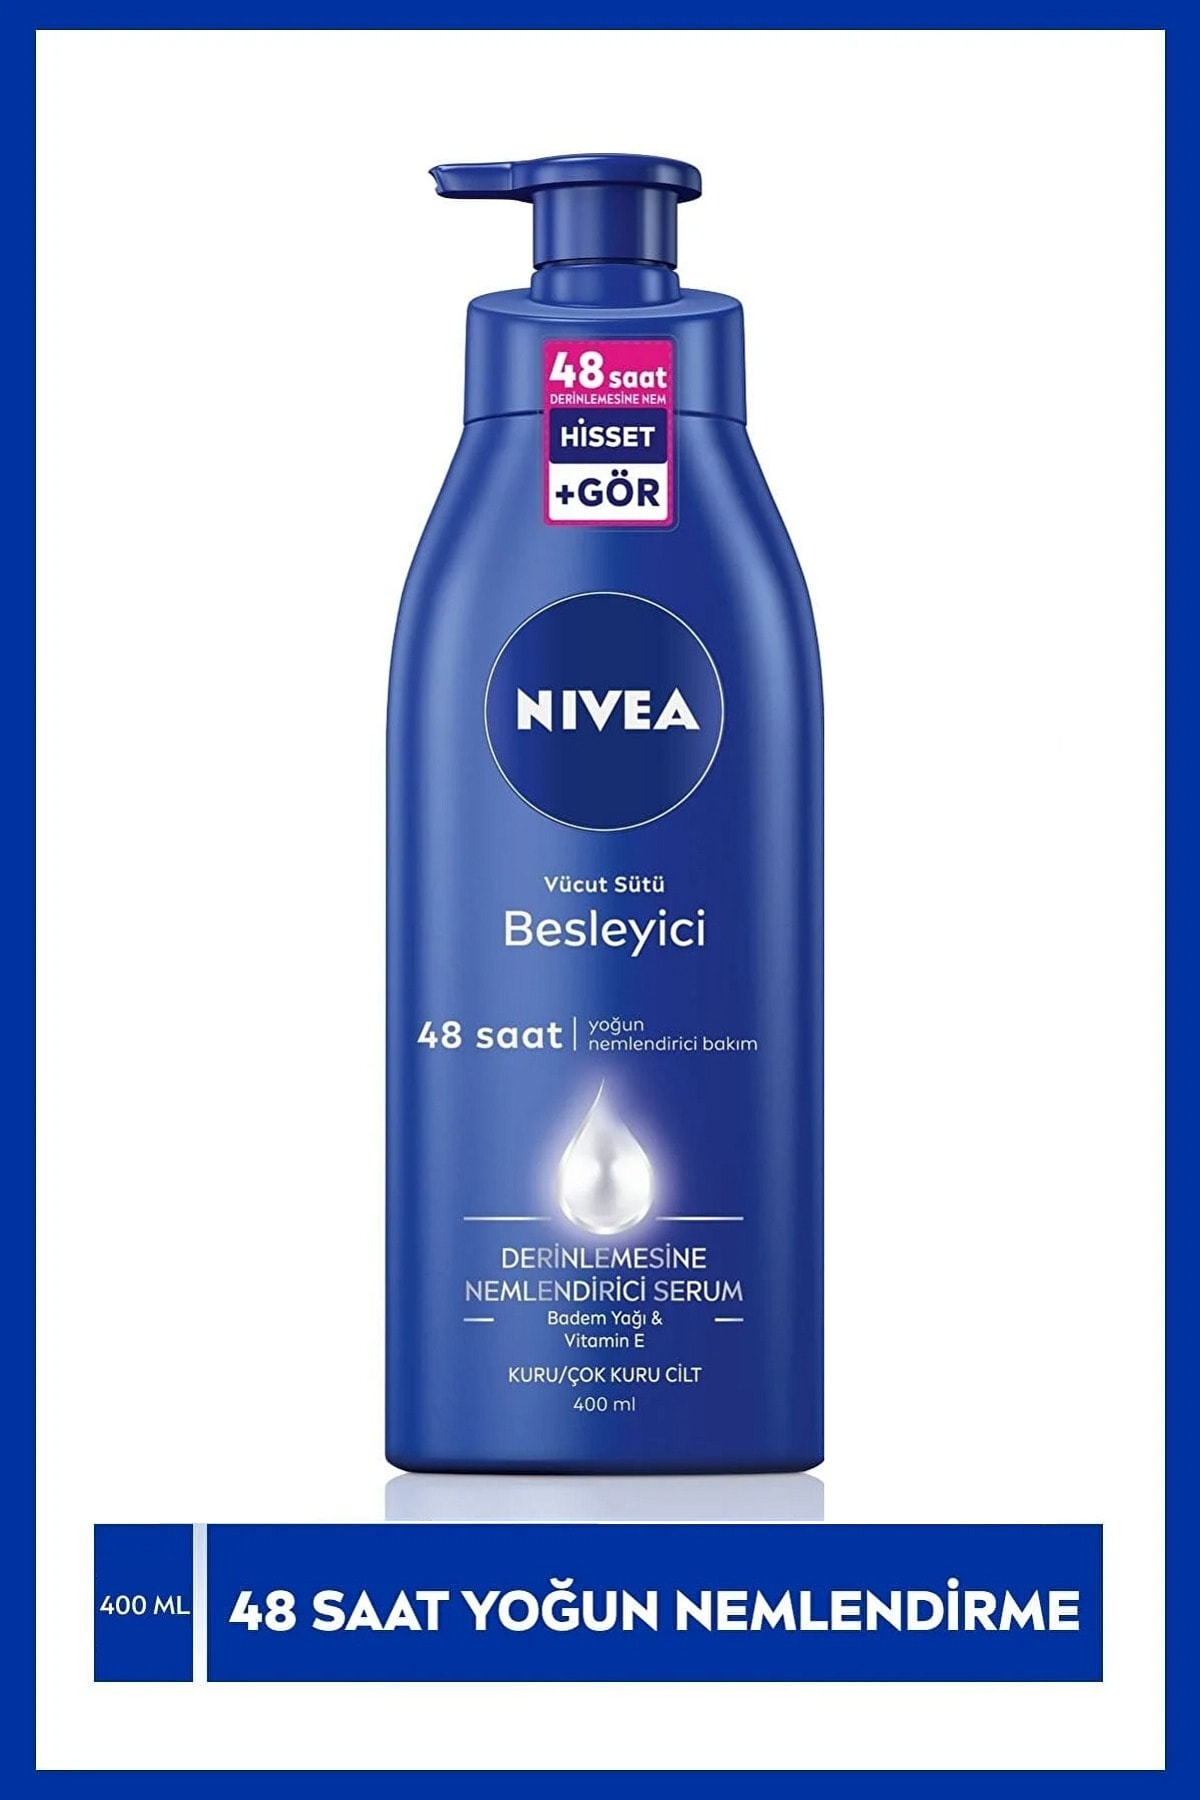 48 saat
DERİNLEMESİNE NEM
HİSSET
+GÖR
NIVEA
Vücut Sütü
Besleyici
48 saat
yoğun
nemlendirici bakım
DERİNLEMESİNE
NEMLENDİRİCİ SERUM
Badem Yağı &
Vitamin E
KURU/ÇOK KURU CİLT
400 ml
400 ML
48 SAAT YOĞUN NEMLENDİRME